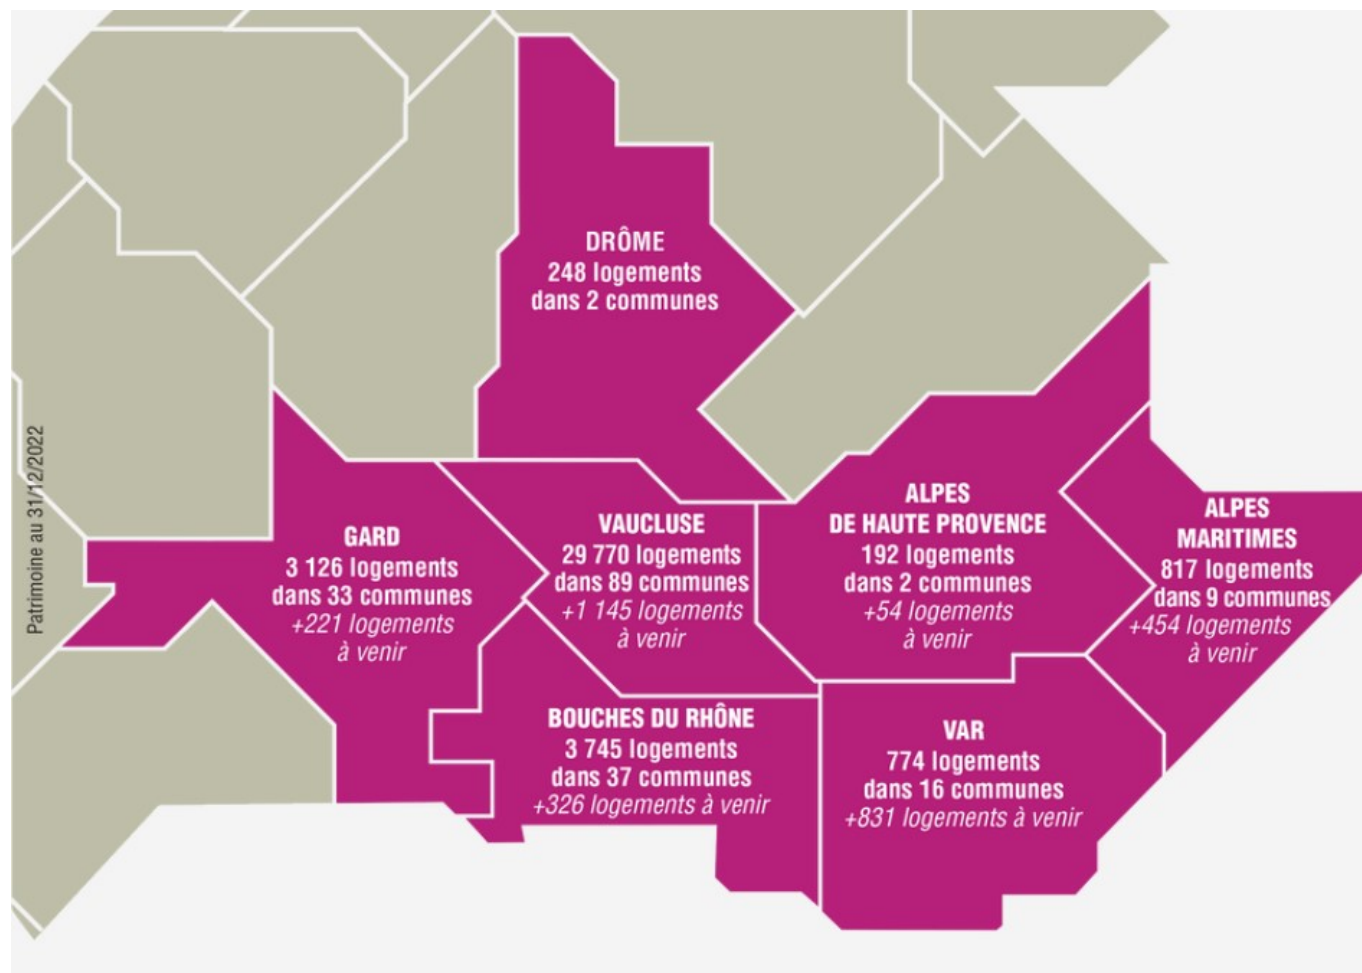 DRÔME
248 logements
dans 2 communes
GARD
3 126 logements
dans 33 communes
+221 logements
à venir
VAUCLUSE
29 770 logements
dans 89 communes
+1 145 logements
à venir
ALPES
DE HAUTE PROVENCE
192 logements
dans 2 communes
+54 logements
à venir
ALPES
MARITIMES
817 logements
dans 9 communes
+454 logements
à venir
BOUCHES DU RHÔNE
3 745 logements
dans 37 communes
+326 logements à venir
VAR
774 logements
dans 16 communes
+831 logements à venir
Patrimoine au 31/12/2022